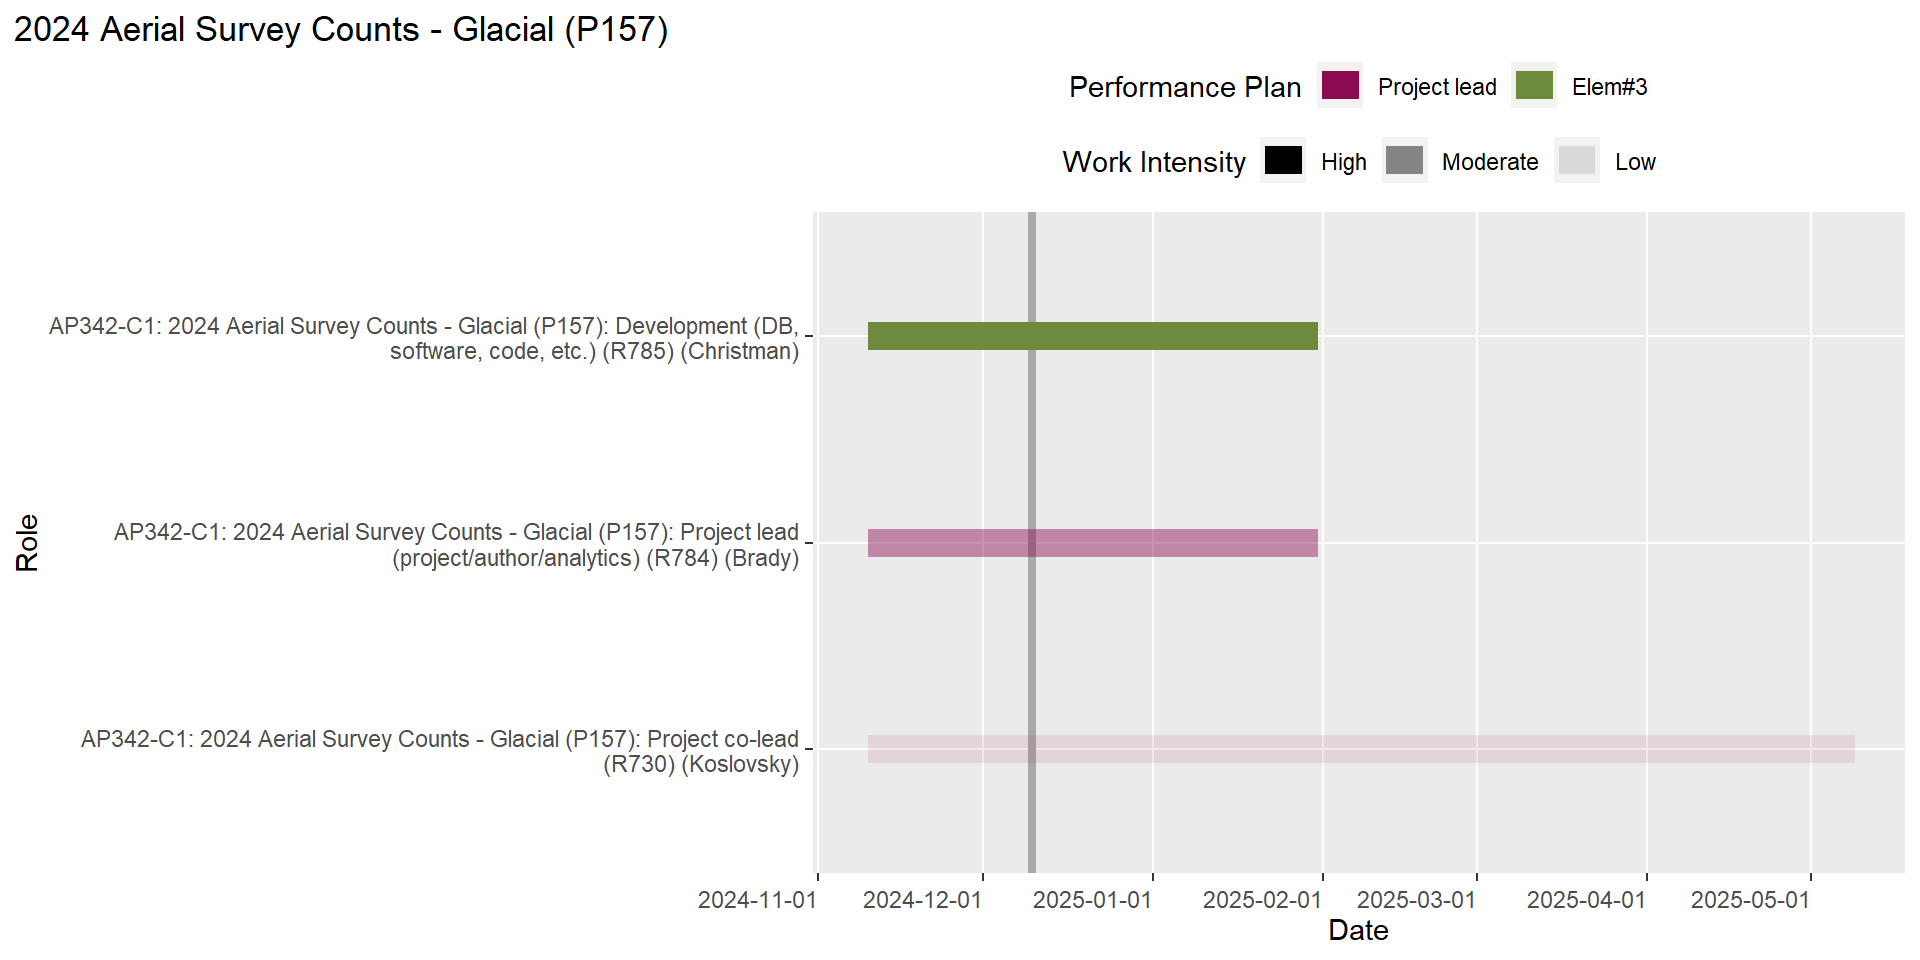 2024 Aerial Survey Counts - Glacial (P157)
Performance Plan Project lead Elem#3
Work Intensity High Moderate Low
AP342-C1: 2024 Aerial Survey Counts - Glacial (P157): Development (DB,
software, code, etc.) (R785) (Christman)
AP342-C1: 2024 Aerial Survey Counts - Glacial (P157): Project lead
(project/author/analytics) (R784) (Brady)
AP342-C1: 2024 Aerial Survey Counts - Glacial (P157): Project co-lead
(R730) (Koslovsky)
Role
2024-11-01 2024-12-01 2025-01-01 2025-02-01 2025-03-01 2025-04-01 2025-05-01
Date